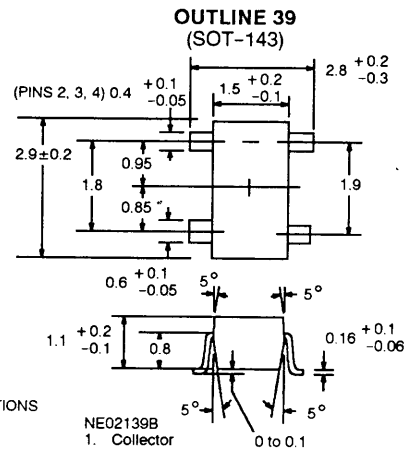 OUTLINE 39
(SOT-143)
2.8 +0.2 -0.3
1.5 +0.2 -0.1
(PINS 2, 3, 4) 0.4 +0.1 -0.05
2.9±0.2
0.95
1.8
1.9
0.85
0.6 +0.1 -0.05
5°
5°
1.1 +0.2 -0.1
0.8
0.16 +0.1 -0.06
TIONS
5°
5°
NE02139B
1. Collector
0 to 0.1